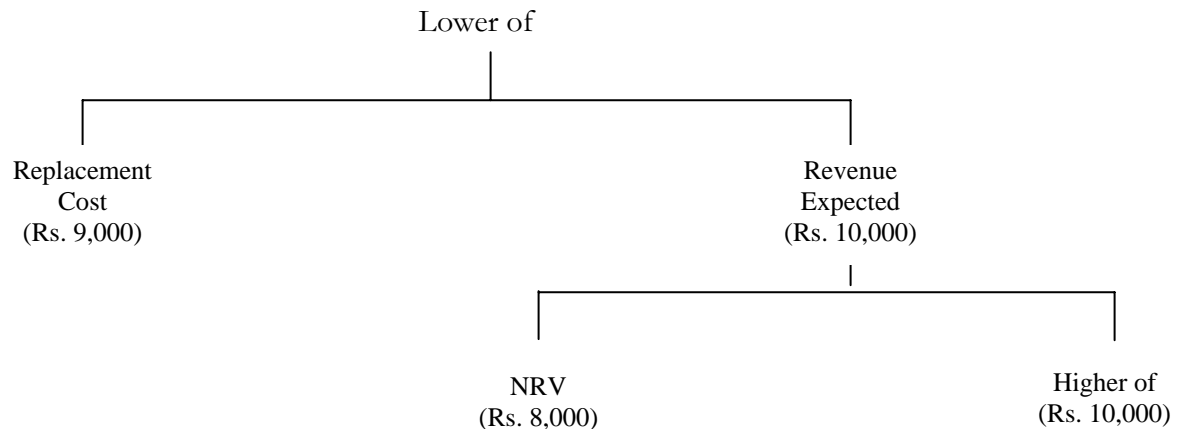 Lower of
Replacement
Cost
(Rs. 9,000)
Revenue
Expected
(Rs. 10,000)
NRV
(Rs. 8,000)
Higher of
(Rs. 10,000)